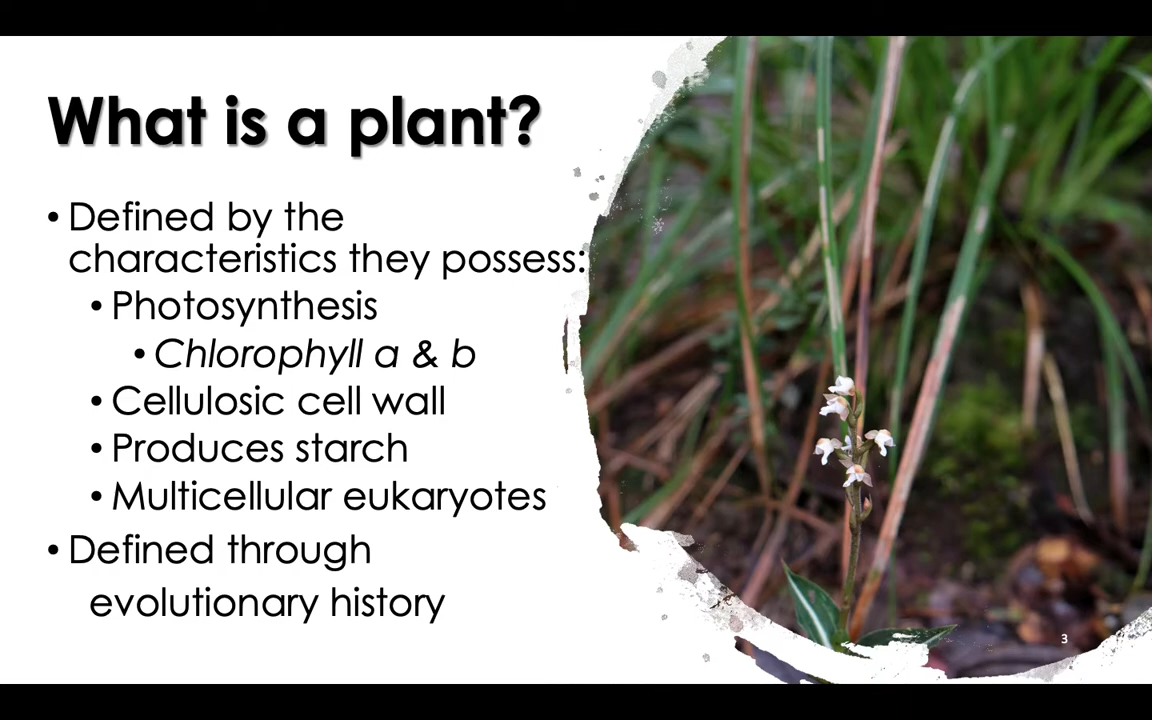 What is a plant?
• Defined by the
characteristics they possess:
• Photosynthesis
• Chlorophyll a & b
• Cellulosic cell wall
• Produces starch
• Multicellular eukaryotes
• Defined through
evolutionary history
3